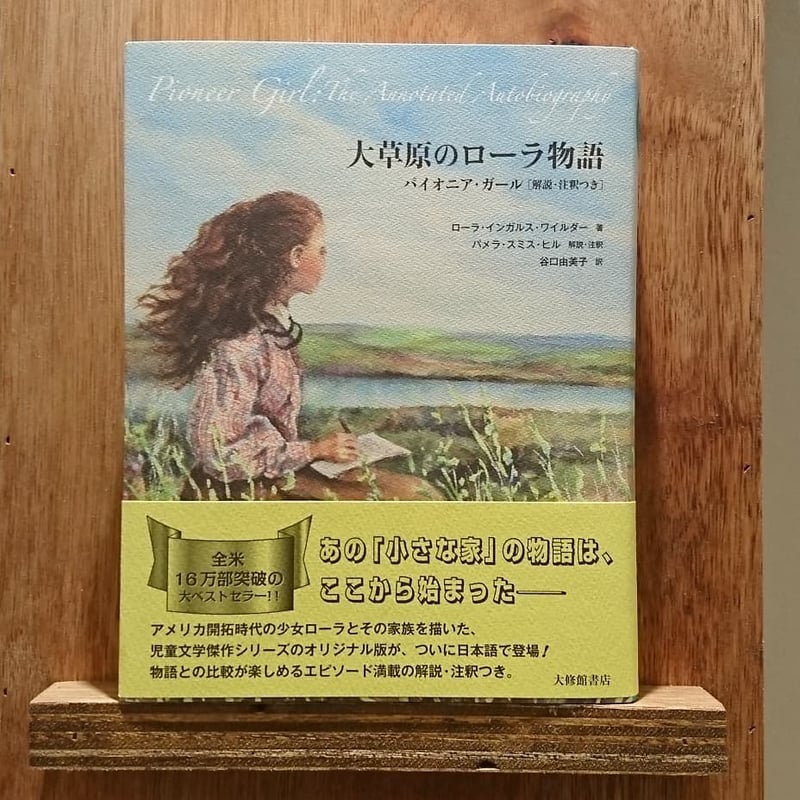 Pioneer Girl: The Annotated Autobiography
大草原のローラ物語
パイオニア・ガール［解説・注釈つき］
ローラ・インガルス・ワイルダー 著
パメラ・スミス・ヒル 解説・注釈
谷口由美子 訳
全米
16万部突破の
大ベストセラー!!
あの「小さな家」の物語は、
ここから始まった――
アメリカ開拓時代の少女ローラとその家族を描いた、
児童文学傑作シリーズのオリジナル版が、ついに日本語で登場！
物語との比較が楽しめるエピソード満載の解説・注釈つき。
大修館書店